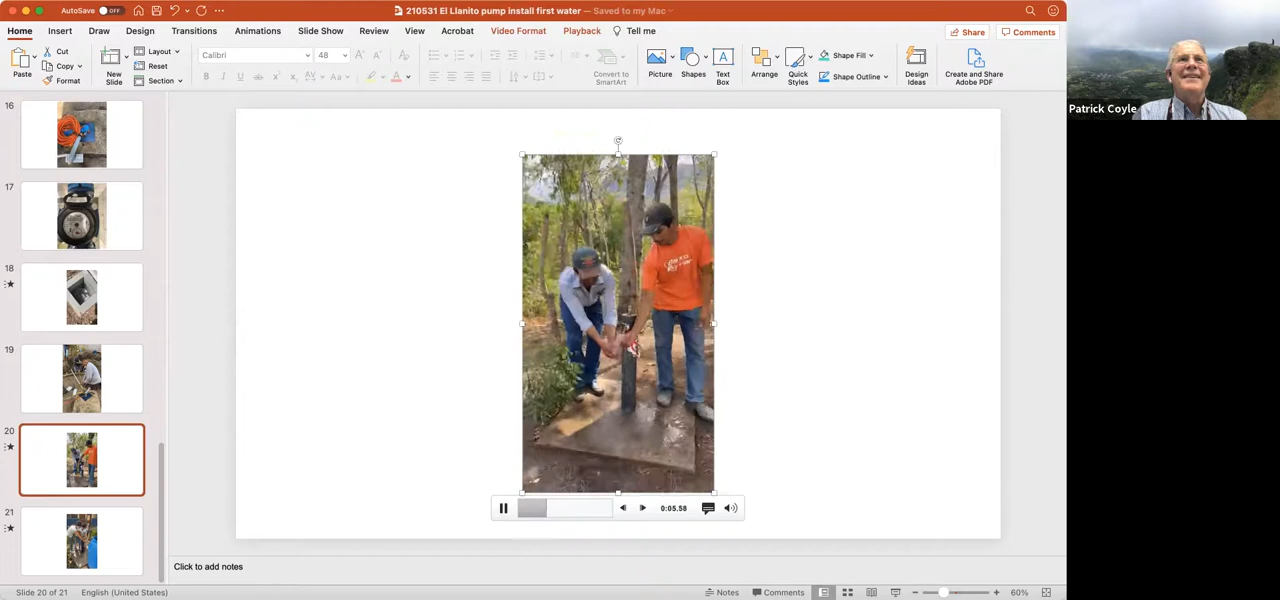 AutoSave OFF
210531 El Llanito pump install first water — Saved to my Mac
Home Insert Draw Design Transitions Animations Slide Show Review View Acrobat Video Format Playback Tell me
Share Comments
Paste
Cut
Copy
Format
New Slide
Layout
Reset
Section
Calibri 48
Convert to SmartArt
Picture
Shapes
Text Box
Arrange
Quick Styles
Shape Fill
Shape Outline
Design Ideas
Create and Share Adobe PDF
Patrick Coyle
16
17
18
19
20
21
0:05.58
Click to add notes
Slide 20 of 21 English (United States)
Notes Comments 60%